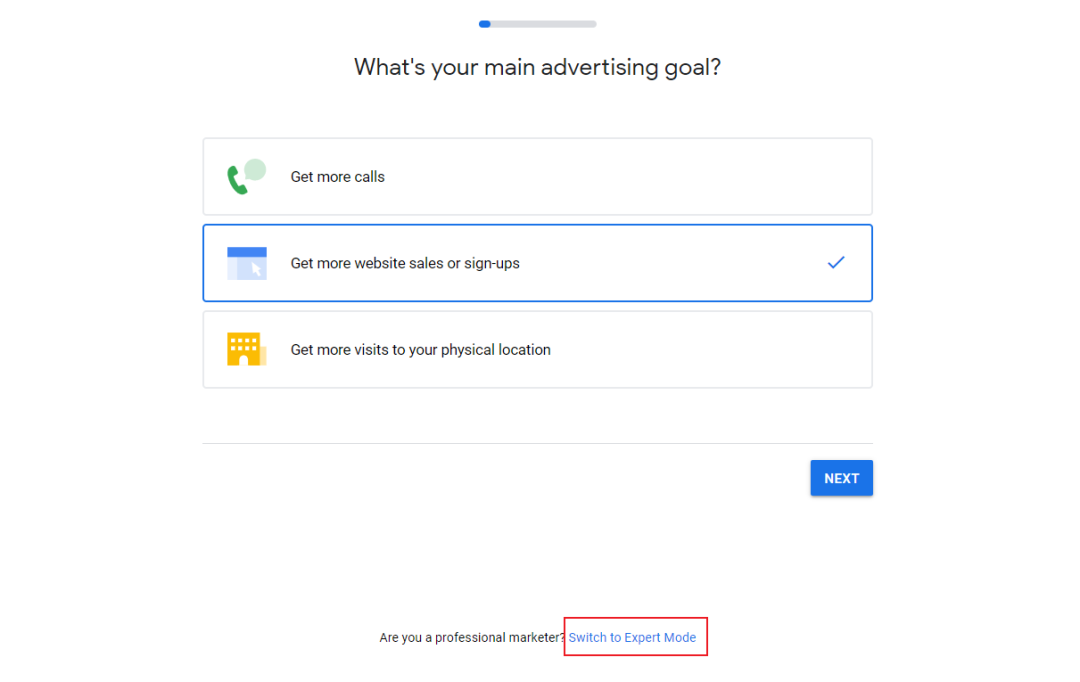 What's your main advertising goal?
Get more calls
Get more website sales or sign-ups
Get more visits to your physical location
NEXT
Are you a professional marketer? Switch to Expert Mode